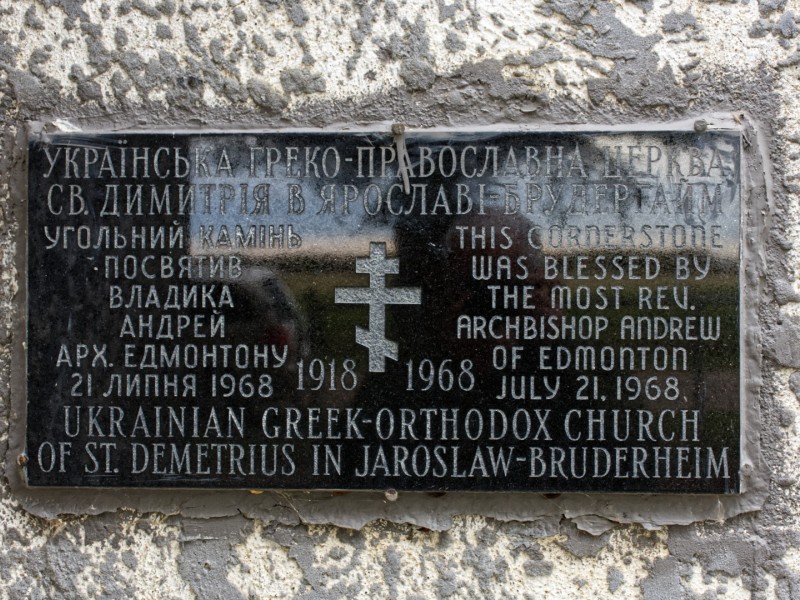 УКРАЇНСЬКА ГРЕКО-ПРАВОСЛАВНА ЦЕРКВА
СВ. ДИМИТРІЯ В ЯРОСЛАВІ-БРУДЕРГАЙМ
УГОЛЬНИЙ КАМІНЬ
ПОСВЯТИВ
ВЛАДИКА
АНДРЕЙ
АРХ. ЕДМОНТОНУ
21 ЛИПНЯ 1968
1918 1968
THIS CORNERSTONE
WAS BLESSED BY
THE MOST REV.
ARCHBISHOP ANDREW
OF EDMONTON
JULY 21, 1968.
UKRAINIAN GREEK-ORTHODOX CHURCH
OF ST. DEMETRIUS IN JAROSLAW-BRUDERHEIM